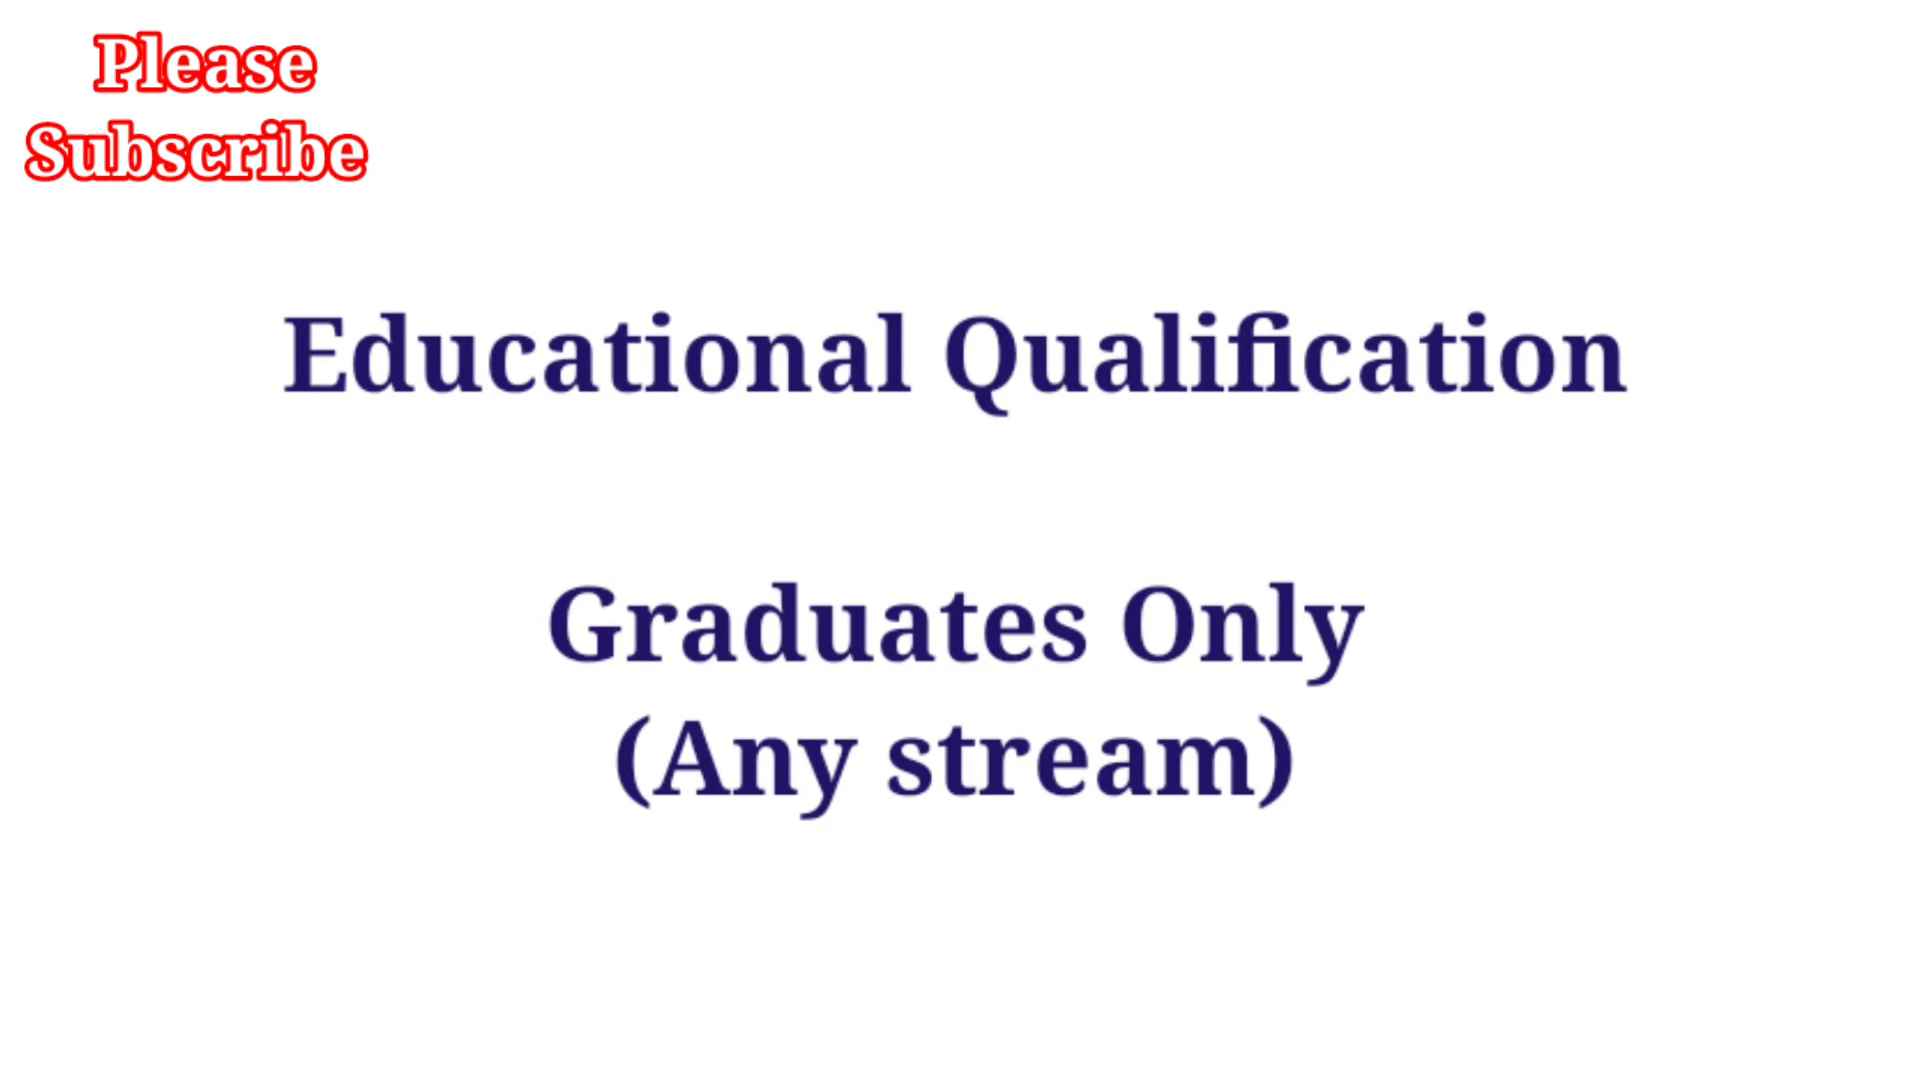 Please
Subscribe
Educational Qualification
Graduates Only
(Any stream)